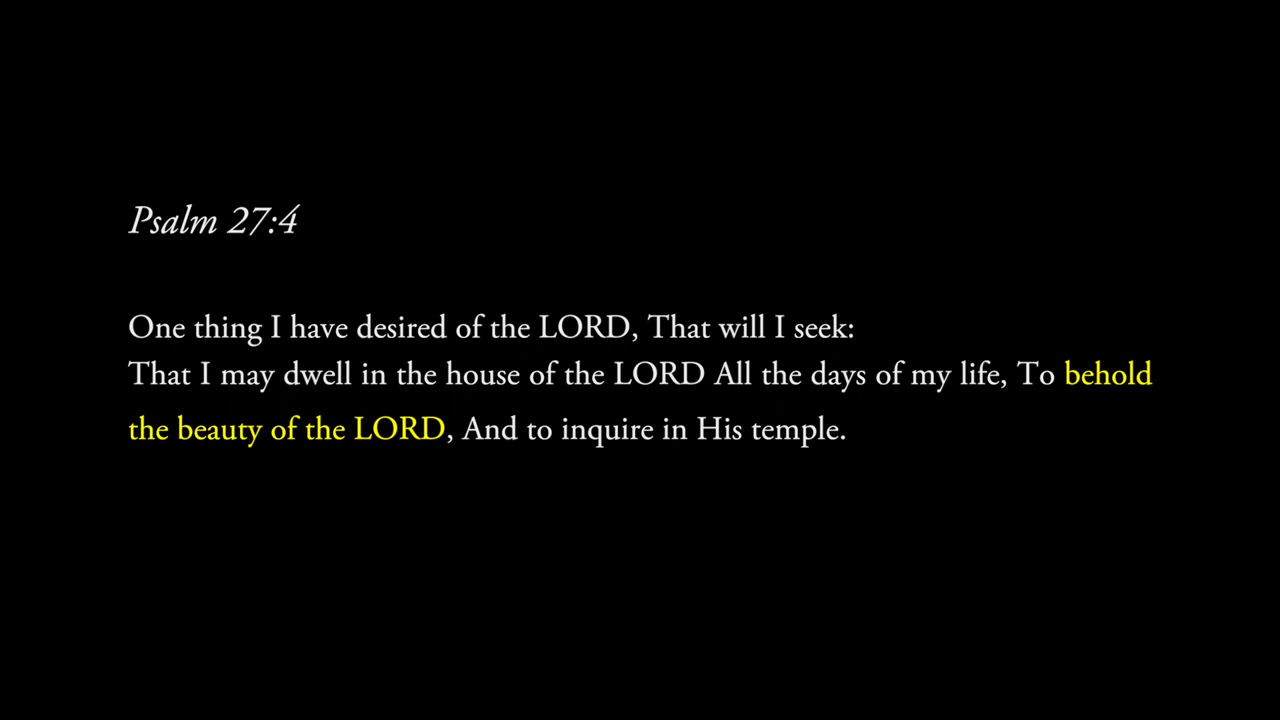 Psalm 27:4
One thing I have desired of the LORD, That will I seek:
That I may dwell in the house of the LORD All the days of my life, To behold
the beauty of the LORD, And to inquire in His temple.